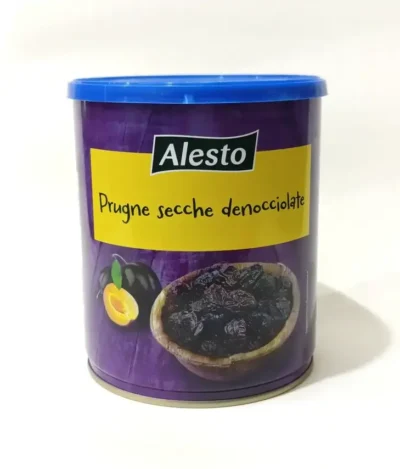 Alesto
Prugne secche denocciolate